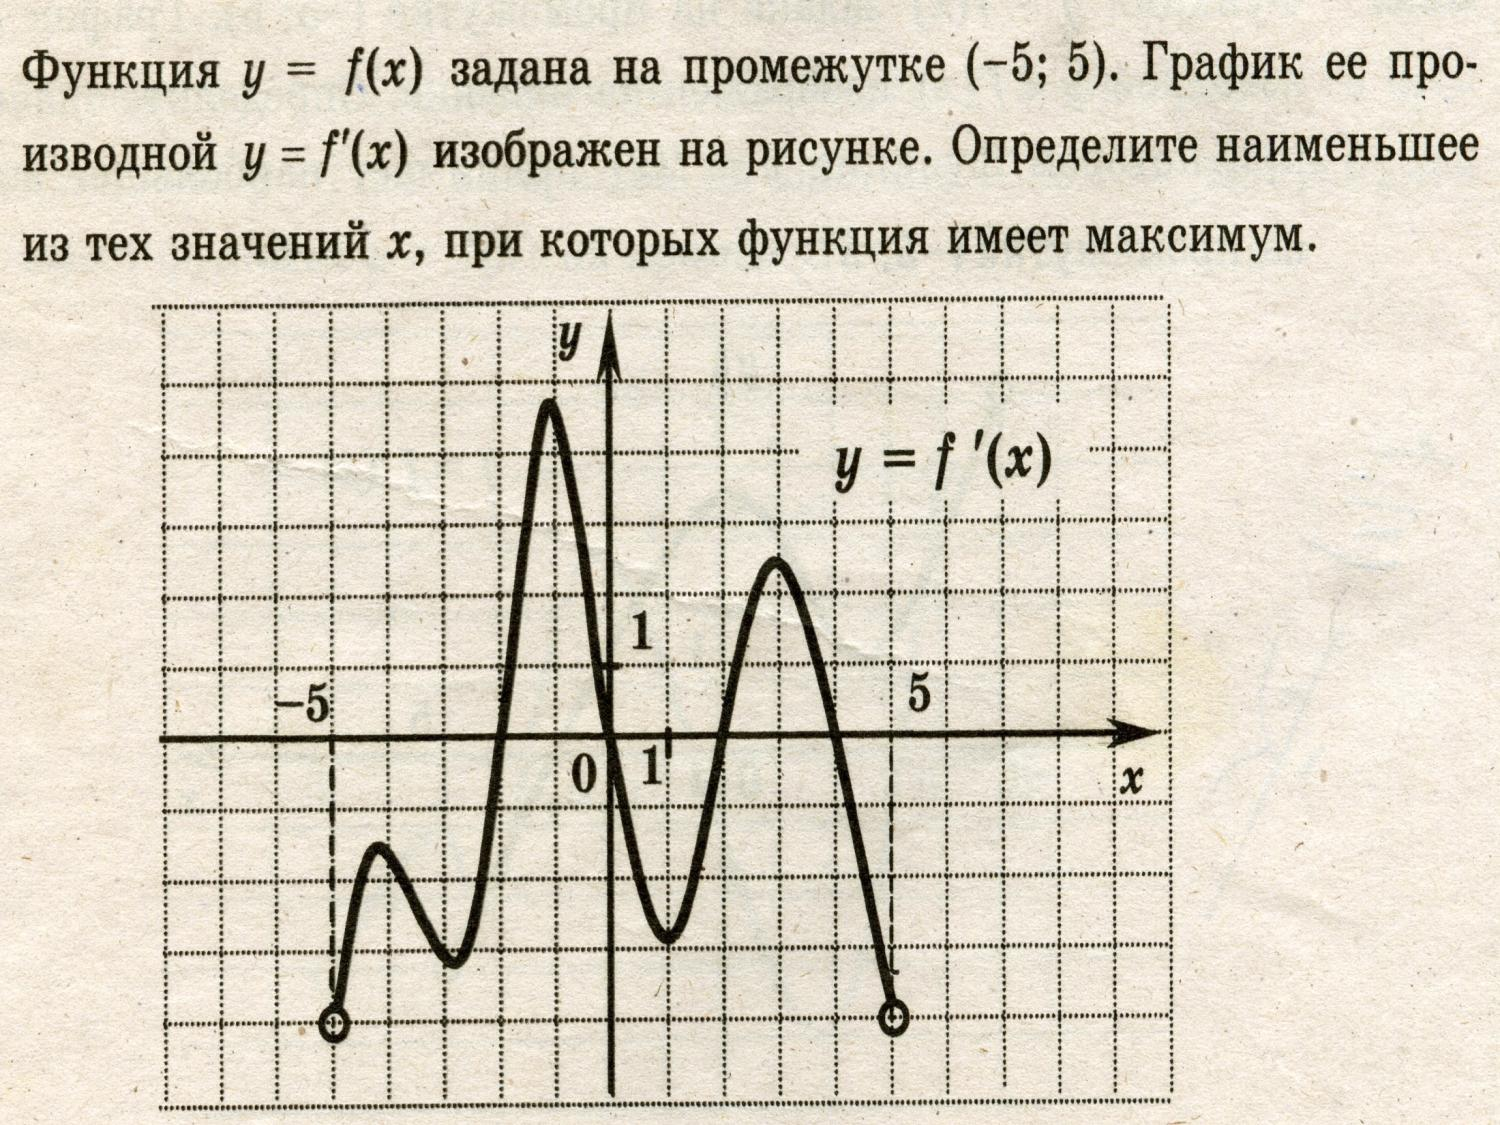 Функция y = f(x) задана на промежутке (−5; 5). График ее про-
изводной y = f′(x) изображен на рисунке. Определите наименьшее
из тех значений x, при которых функция имеет максимум.
y
y = f ′(x)
1
−5
5
0
1
x